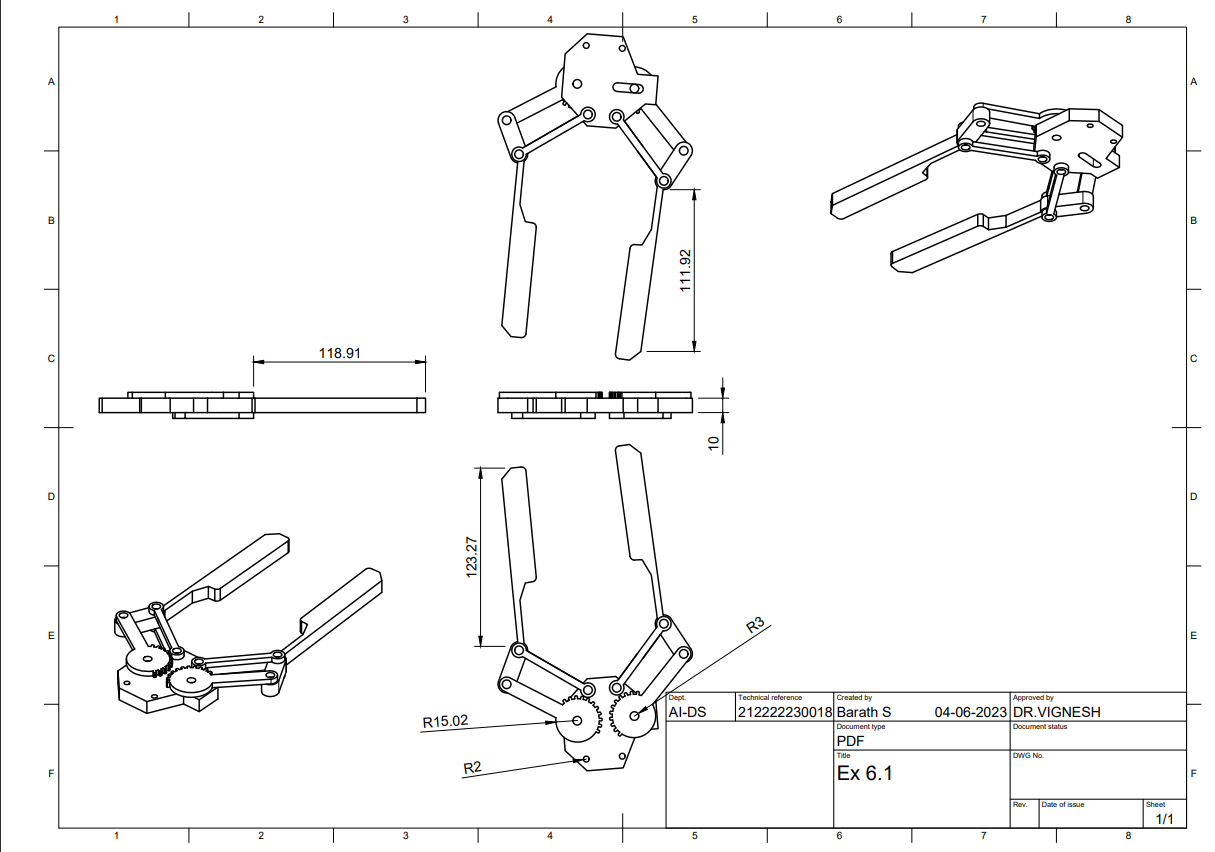 1 2 3 4 5 6 7 8
A A
B B
111.92
C C
118.91
10
D D
123.27
E E
R3
Dept. Technical reference Created by Approved by
AI-DS 212222230018 Barath S 04-06-2023 DR.VIGNESH
R15.02
Document type Document status
PDF
Title DWG No.
R2
Ex 6.1
F F
Rev. Date of issue Sheet
1/1
1 2 3 4 5 6 7 8